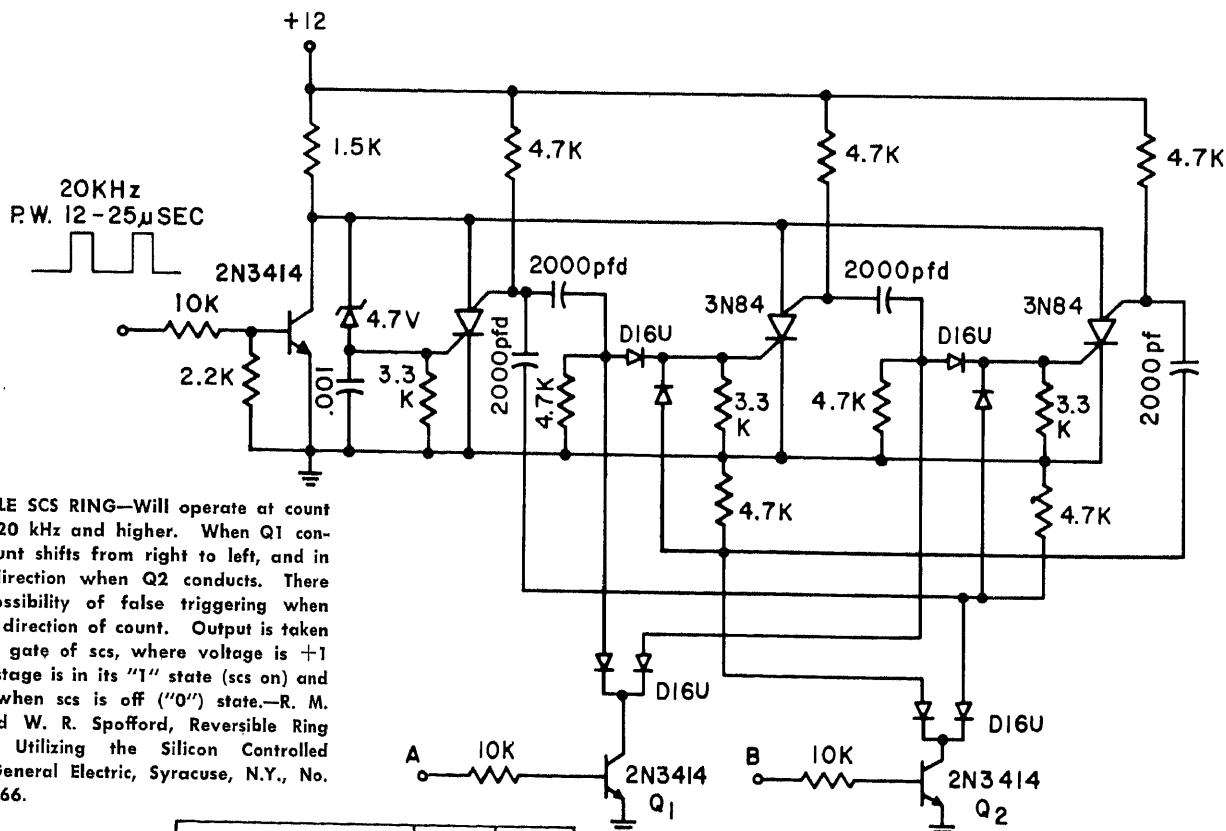 +12
1.5K
4.7K
4.7K
4.7K
20KHz
P.W. 12-25µSEC
2N3414
10K
2.2K
4.7V
.001
3.3
K
2000pfd
2000pfd
4.7K
D16U
3N84
3.3
K
2000pfd
4.7K
D16U
3N84
3.3
K
2000pf
4.7K
4.7K
LE SCS RING—Will operate at count
20 kHz and higher. When Q1 con-
unt shifts from right to left, and in
direction when Q2 conducts. There
ossibility of false triggering when
direction of count. Output is taken
gate of scs, where voltage is +1
stage is in its "1" state (scs on) and
when scs is off ("0") state.—R. M.
d W. R. Spofford, Reversible Ring
Utilizing the Silicon Controlled
General Electric, Syracuse, N.Y., No.
66.
D16U
D16U
A
10K
2N3414
Q1
B
10K
2N3414
Q2